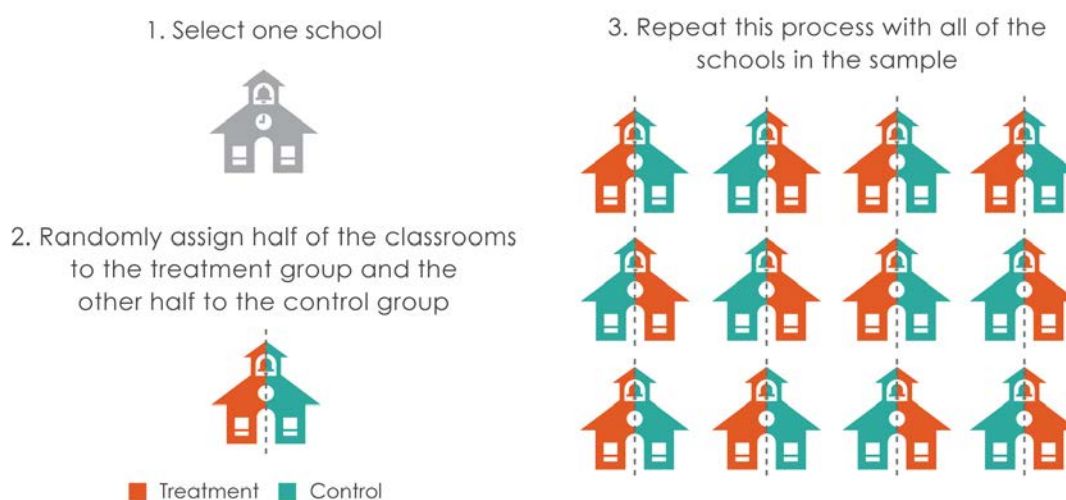 1. Select one school
2. Randomly assign half of the classrooms
to the treatment group and the
other half to the control group
Treatment
Control
3. Repeat this process with all of the
schools in the sample